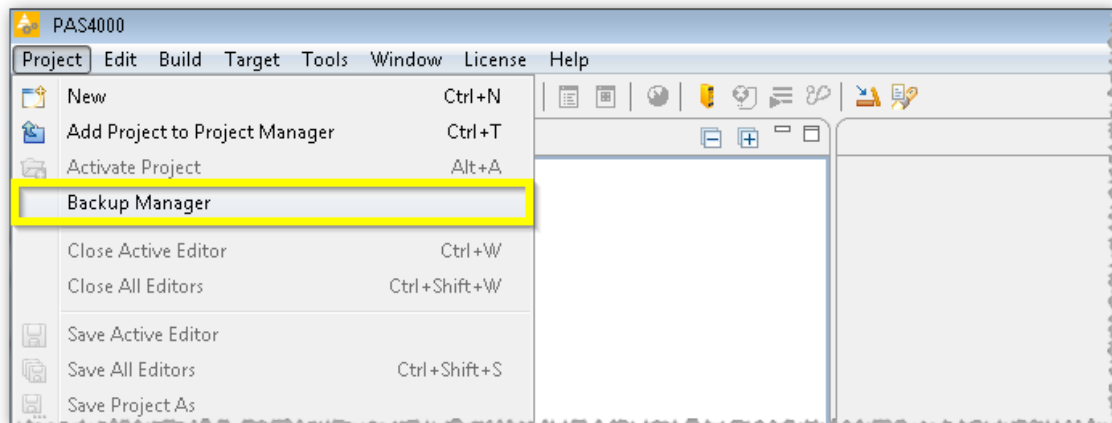 PAS4000
Project Edit Build Target Tools Window License Help
New Ctrl+N
Add Project to Project Manager Ctrl+T
Activate Project Alt+A
Backup Manager
Close Active Editor Ctrl+W
Close All Editors Ctrl+Shift+W
Save Active Editor
Save All Editors Ctrl+Shift+S
Save Project As